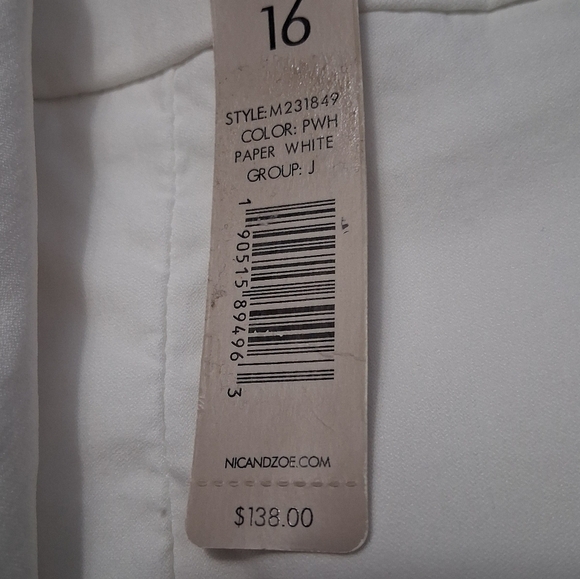 16
STYLE:M231849
COLOR: PWH
PAPER WHITE
GROUP: J
1 90515 89496 3
NICANDZOE.COM
$138.00